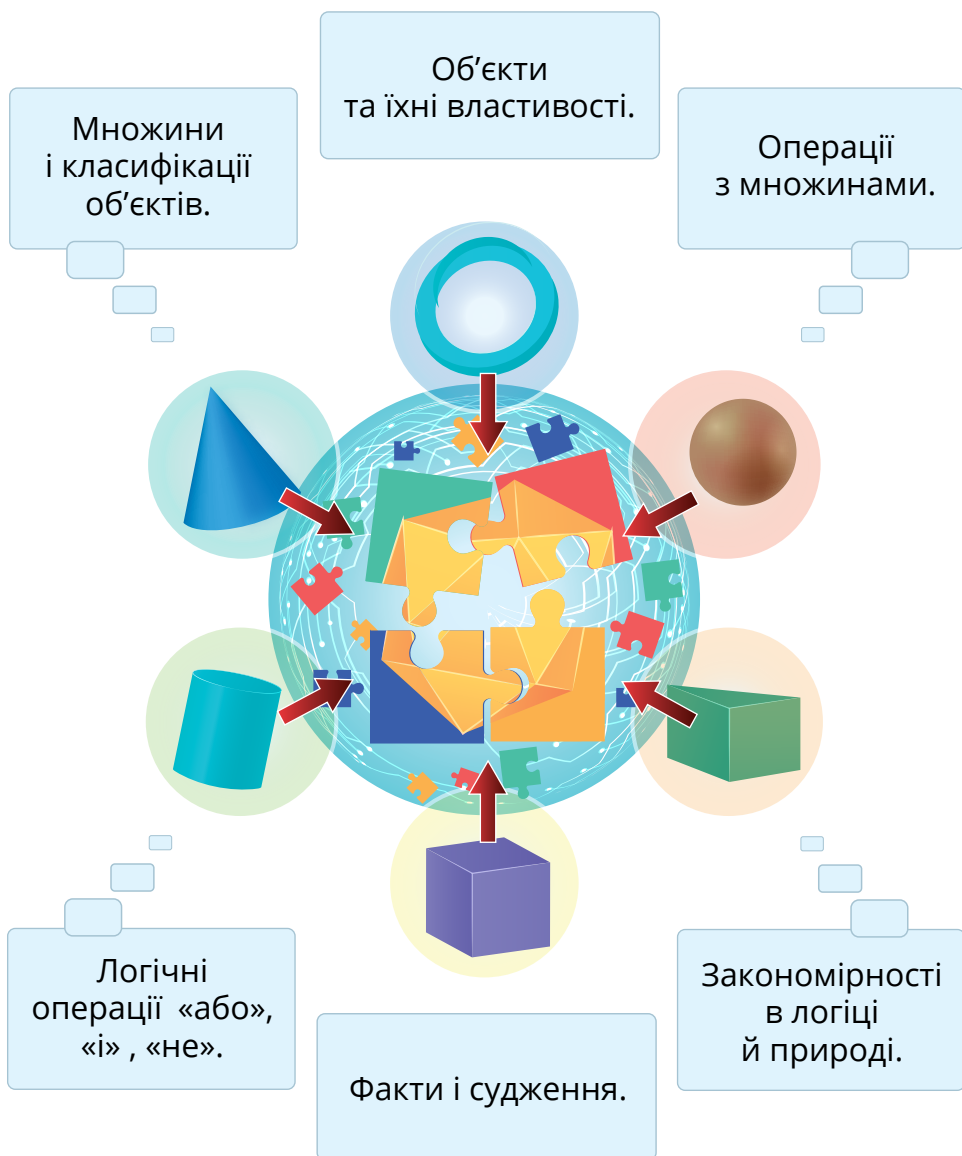 Об’єкти
та їхні властивості.
Множини
і класифікації
об’єктів.
Операції
з множинами.
Логічні
операції «або»,
«і» , «не».
Закономірності
в логіці
й природі.
Факти і судження.